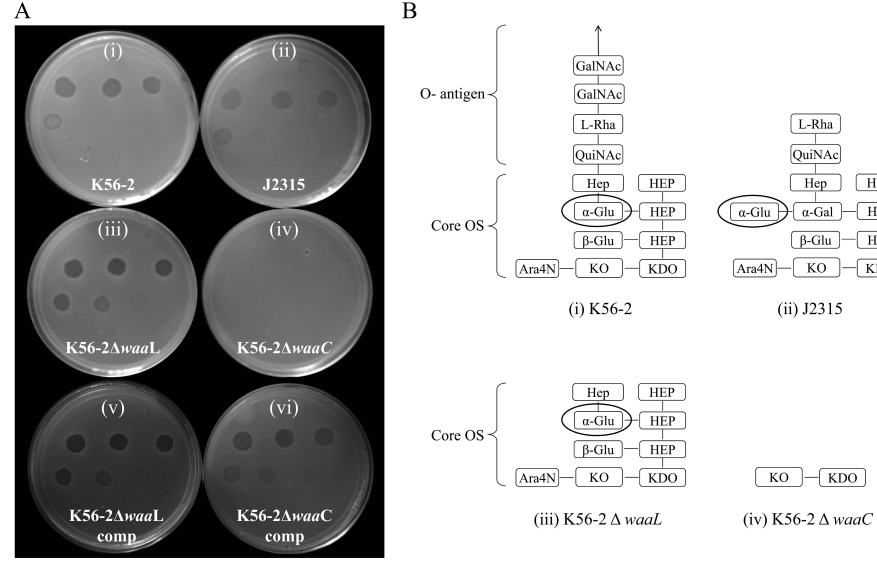 A
(i)
K56-2
(ii)
J2315
(iii)
K56-2ΔwaaL
(iv)
K56-2ΔwaaC
(v)
K56-2ΔwaaL
comp
(vi)
K56-2ΔwaaC
comp
B
O- antigen
GalNAc
GalNAc
L-Rha
QuiNAc
Core OS
Hep HEP
α-Glu HEP
β-Glu HEP
Ara4N KO KDO
(i) K56-2
L-Rha
QuiNAc
Hep
α-Glu α-Gal
β-Glu
Ara4N KO
(ii) J2315
Core OS
Hep HEP
α-Glu HEP
β-Glu HEP
Ara4N KO KDO
(iii) K56-2 Δ waaL
KO KDO
(iv) K56-2 Δ waaC